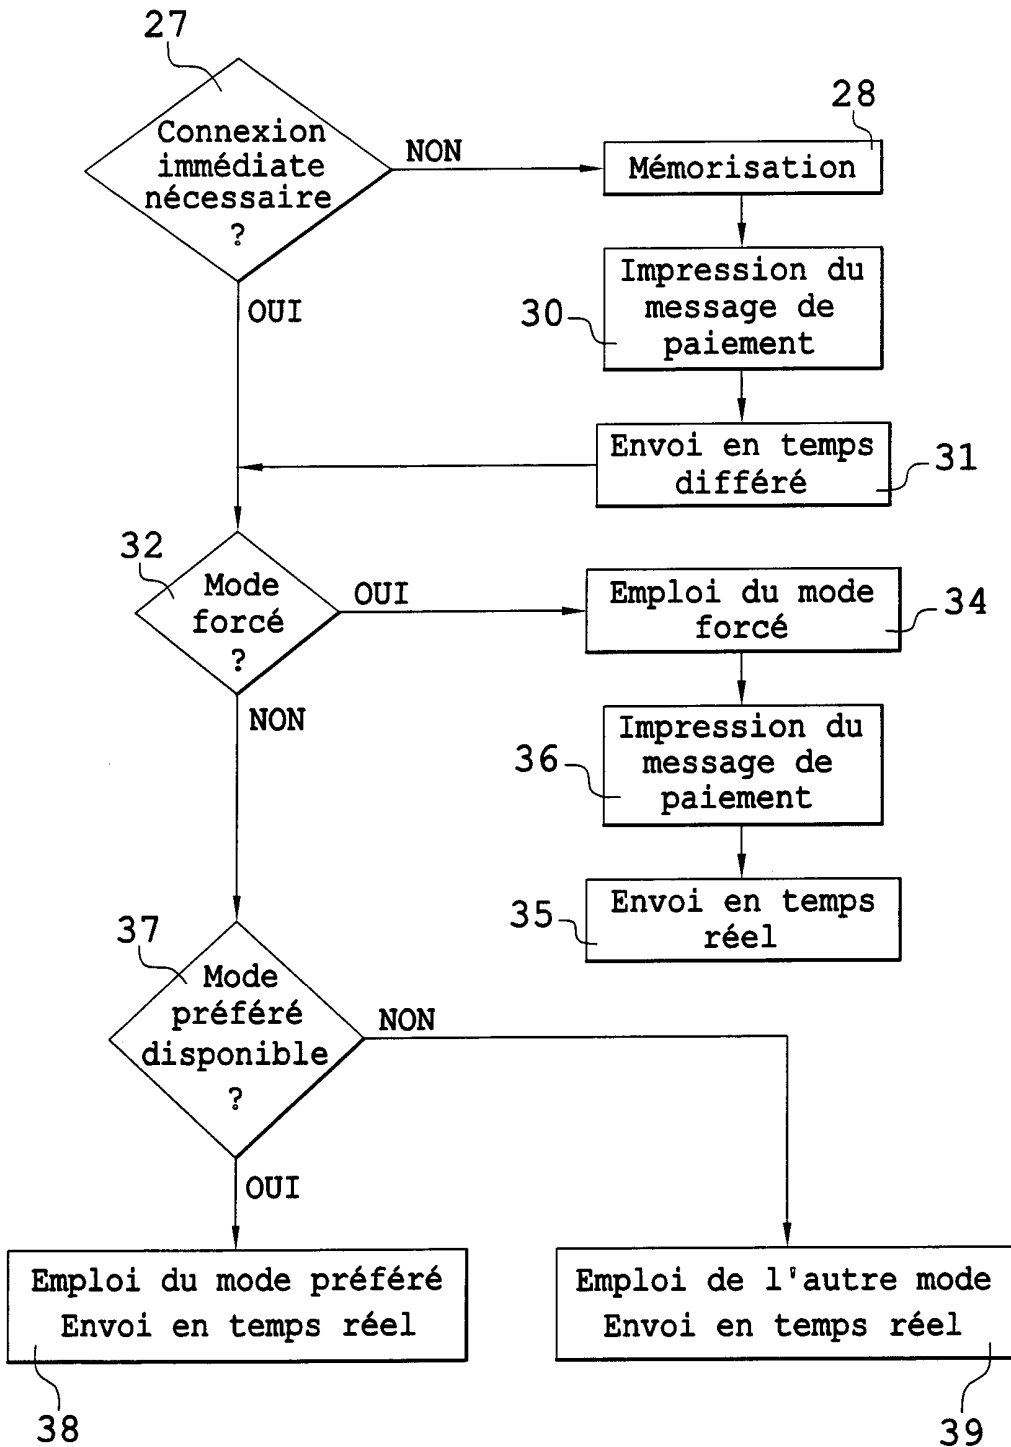 27
28
Connexion
immédiate
nécessaire
?
NON
Mémorisation
OUI
Impression du
message de
paiement
30
Envoi en temps
différé
31
32
Mode
forcé
?
OUI
Emploi du mode
forcé
34
NON
Impression du
message de
paiement
36
Envoi en temps
réel
35
37
Mode
préféré
disponible
?
NON
OUI
Emploi du mode préféré
Envoi en temps réel
Emploi de l'autre mode
Envoi en temps réel
38
39